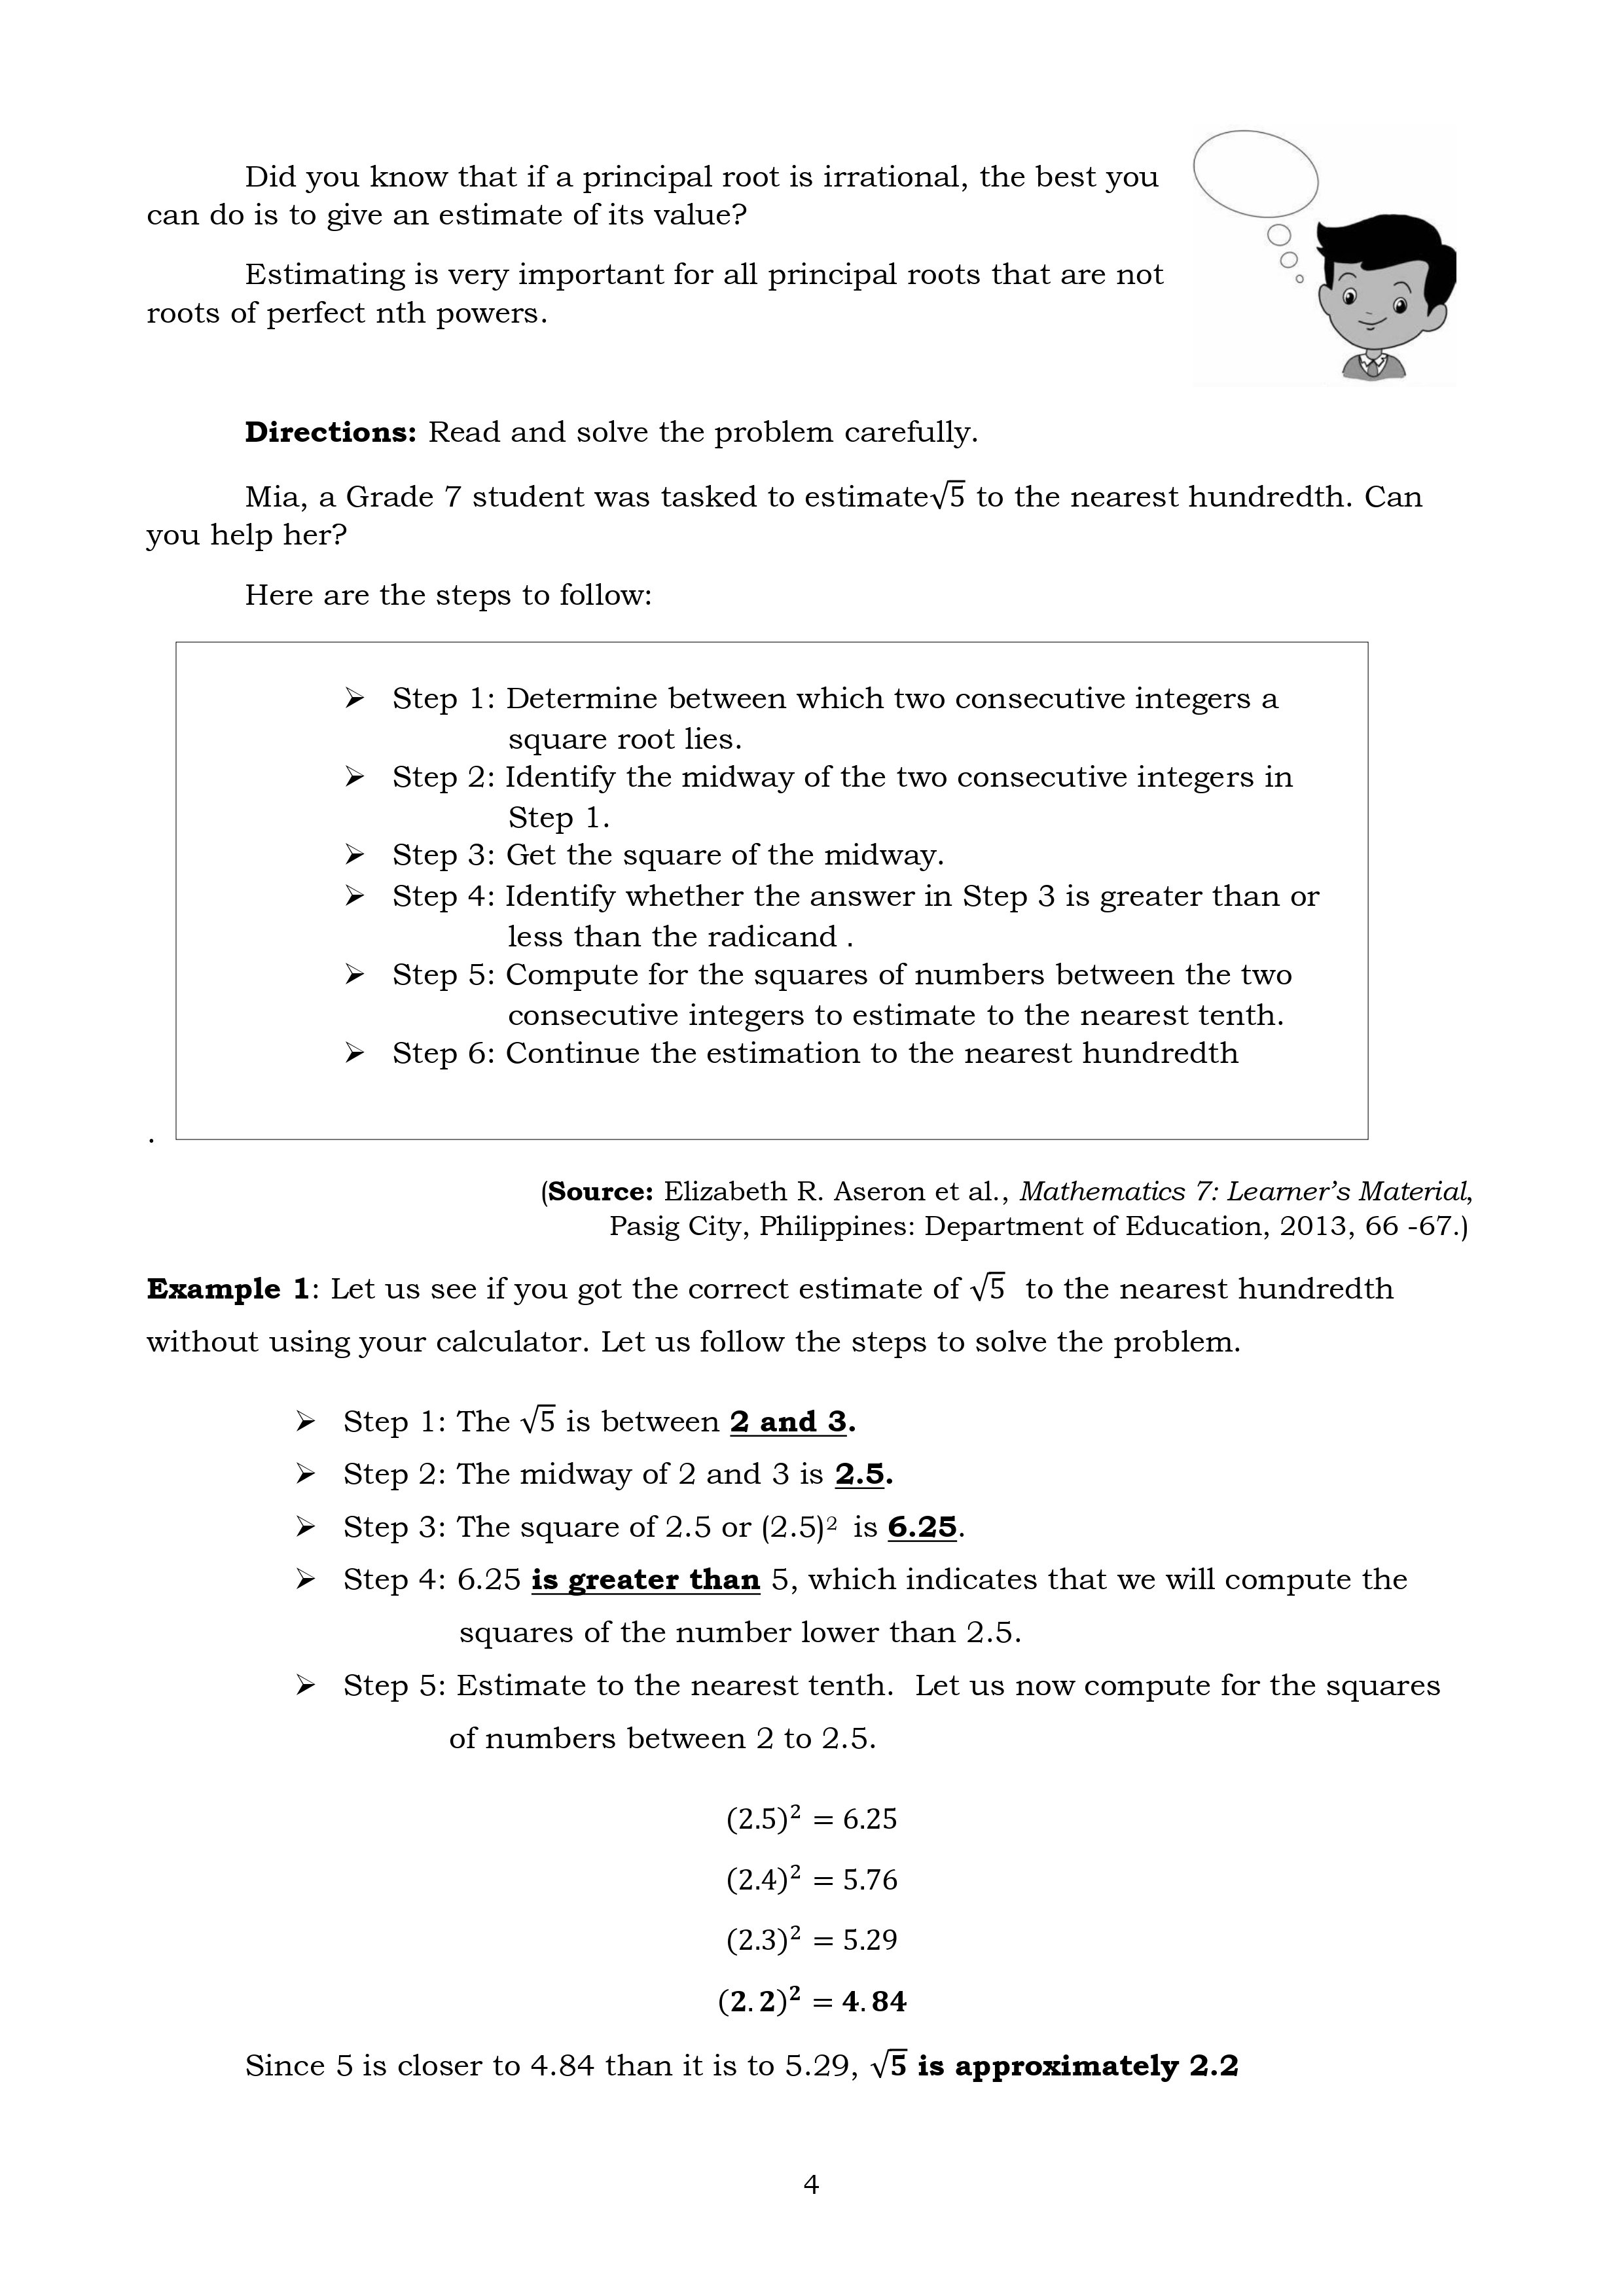 Did you know that if a principal root is irrational, the best you
can do is to give an estimate of its value?
Estimating is very important for all principal roots that are not
roots of perfect nth powers.
Directions: Read and solve the problem carefully.
Mia, a Grade 7 student was tasked to estimate√5 to the nearest hundredth. Can
you help her?
Here are the steps to follow:
➢ Step 1: Determine between which two consecutive integers a
square root lies.
➢ Step 2: Identify the midway of the two consecutive integers in
Step 1.
➢ Step 3: Get the square of the midway.
➢ Step 4: Identify whether the answer in Step 3 is greater than or
less than the radicand .
➢ Step 5: Compute for the squares of numbers between the two
consecutive integers to estimate to the nearest tenth.
➢ Step 6: Continue the estimation to the nearest hundredth
.
(Source: Elizabeth R. Aseron et al., Mathematics 7: Learner’s Material,
Pasig City, Philippines: Department of Education, 2013, 66 -67.)
Example 1: Let us see if you got the correct estimate of √5 to the nearest hundredth
without using your calculator. Let us follow the steps to solve the problem.
➢ Step 1: The √5 is between 2 and 3.
➢ Step 2: The midway of 2 and 3 is 2.5.
➢ Step 3: The square of 2.5 or (2.5)² is 6.25.
➢ Step 4: 6.25 is greater than 5, which indicates that we will compute the
squares of the number lower than 2.5.
➢ Step 5: Estimate to the nearest tenth. Let us now compute for the squares
of numbers between 2 to 2.5.
(2.5)² = 6.25
(2.4)² = 5.76
(2.3)² = 5.29
(2.2)² = 4.84
Since 5 is closer to 4.84 than it is to 5.29, √5 is approximately 2.2
4